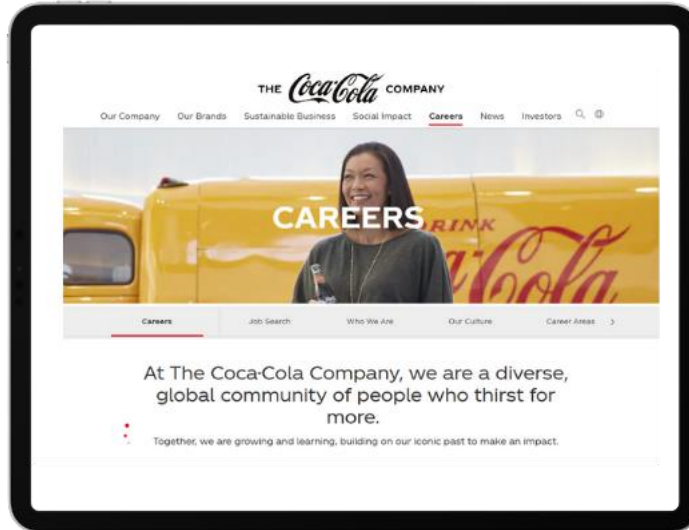 THE Coca-Cola COMPANY
Our Company Our Brands Sustainable Business Social Impact Careers News Investors
DRINK
CAREERS
Coca-Cola
Careers Job Search Who We Are Our Culture Career Areas
At The Coca-Cola Company, we are a diverse,
global community of people who thirst for
more.
Together, we are growing and learning, building on our iconic past to make an impact.